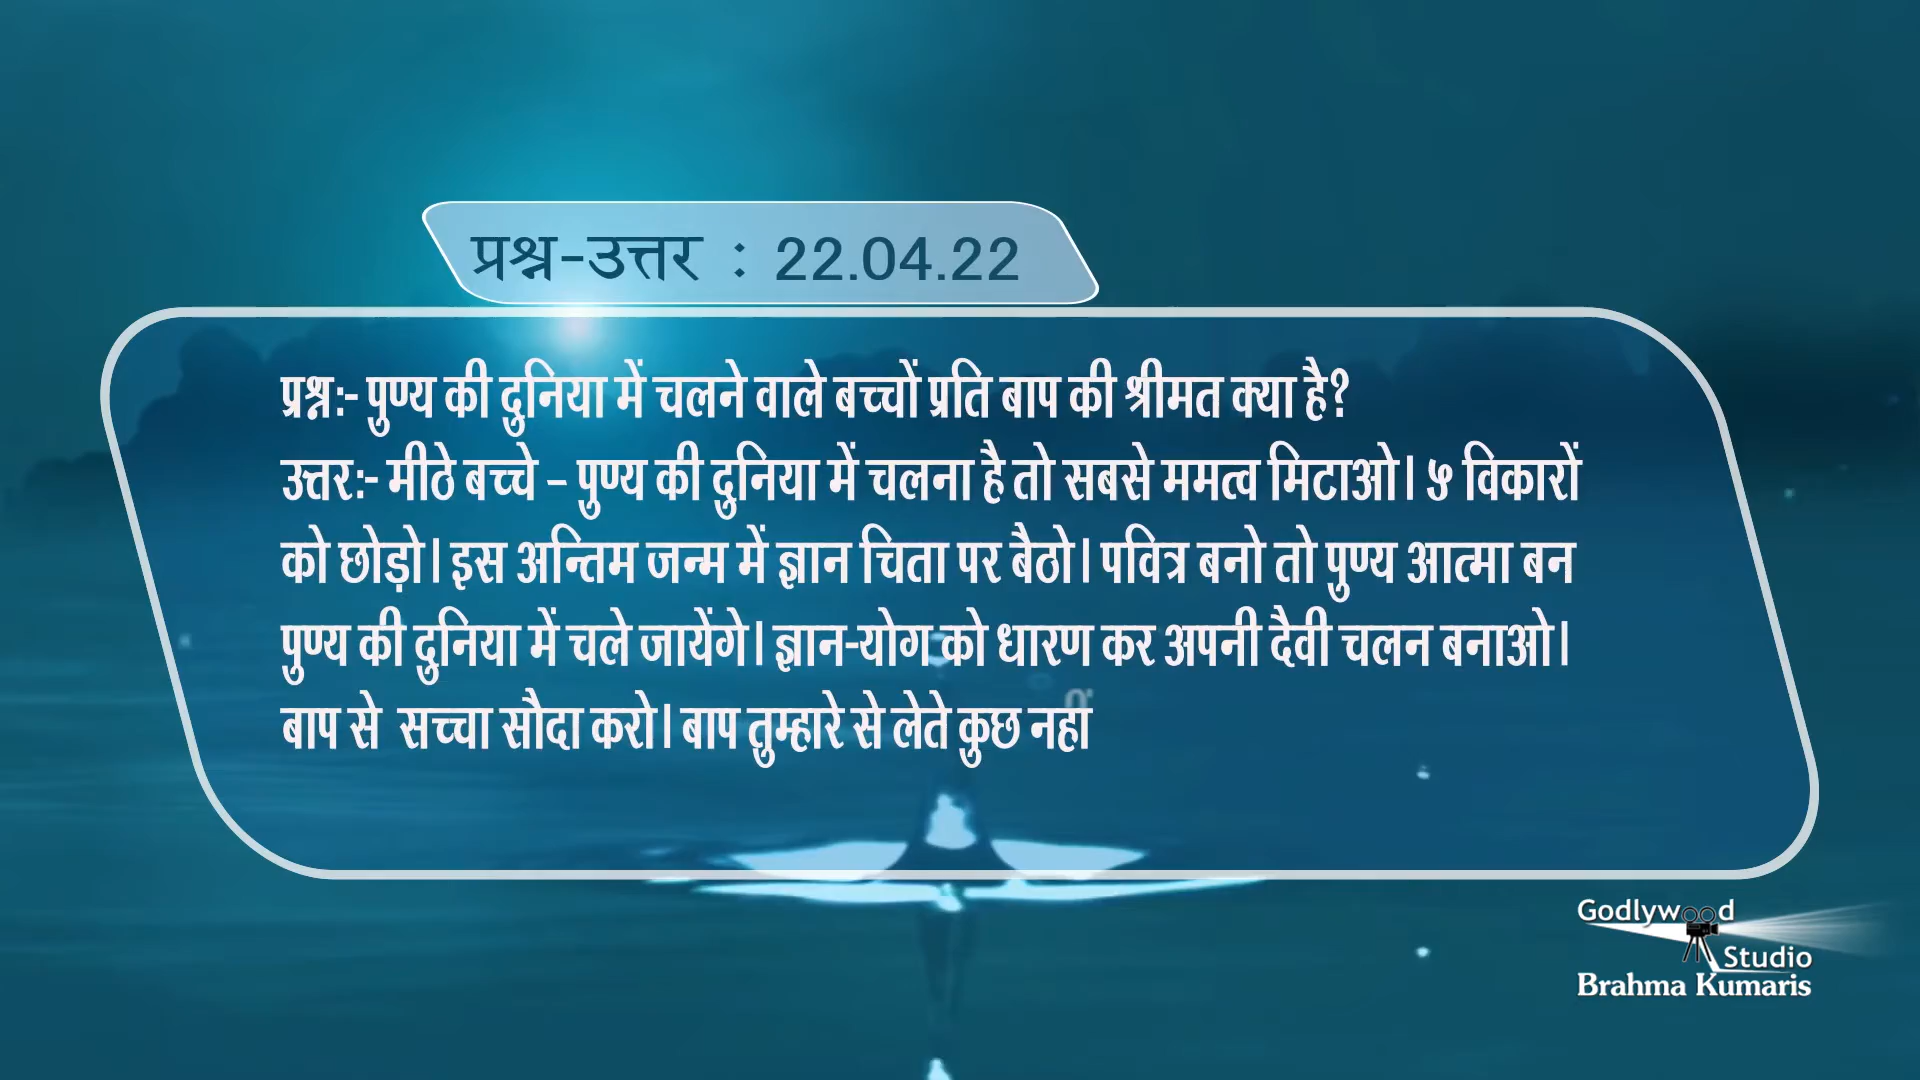 प्रश्न-उत्तर : 22.04.22
प्रश्न:- पुण्य की दुनिया में चलने वाले बच्चों प्रति बाप की श्रीमत क्या है?
उत्तर:- मीठे बच्चे – पुण्य की दुनिया में चलना है तो सबसे ममत्व मिटाओ। ५ विकारों
को छोड़ो। इस अन्तिम जन्म में ज्ञान चिता पर बैठो। पवित्र बनो तो पुण्य आत्मा बन
पुण्य की दुनिया में चले जायेंगे। ज्ञान-योग को धारण कर अपनी दैवी चलन बनाओ।
बाप से सच्चा सौदा करो। बाप तुम्हारे से लेते कुछ नहीं
Godlywood
Studio
Brahma Kumaris